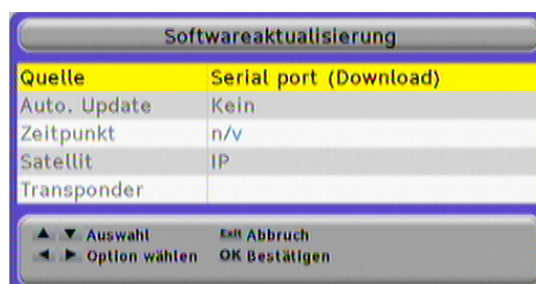 Softwareaktualisierung
Quelle Serial port (Download)
Auto. Update Kein
Zeitpunkt n/v
Satellit IP
Transponder
▲ ▼ Auswahl Exit Abbruch
◄ ► Option wählen OK Bestätigen